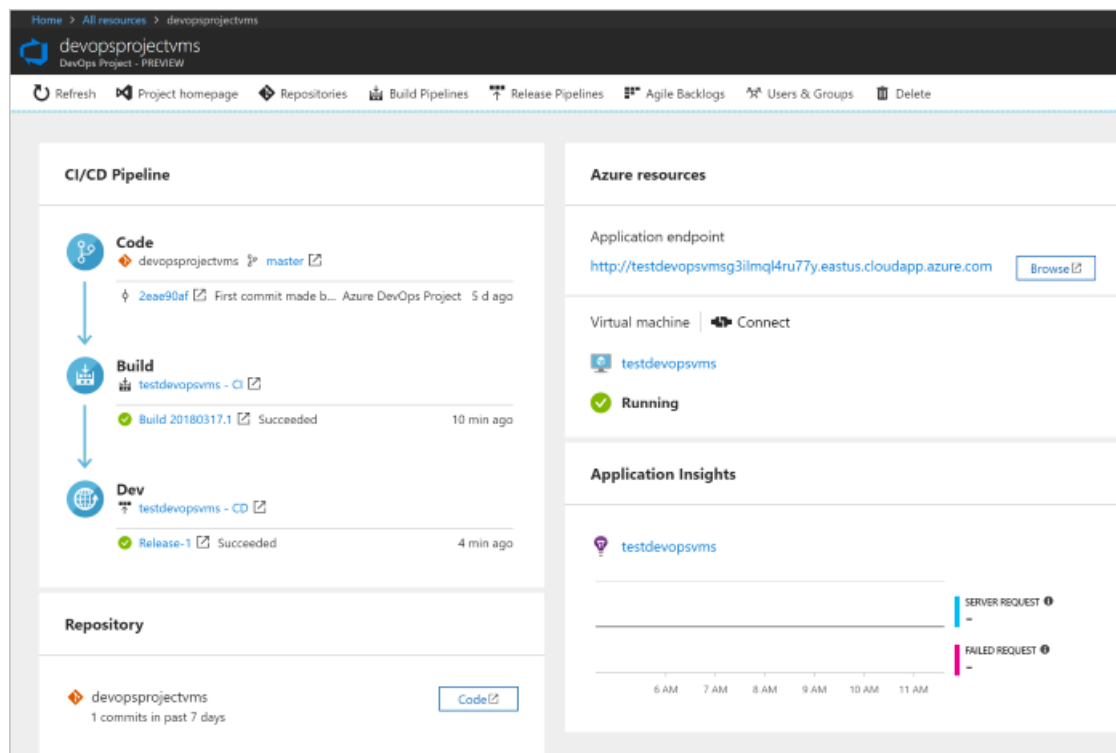 Home > All resources > devopsprojectvms
devopsprojectvms
DevOps Project - PREVIEW
Refresh Project homepage Repositories Build Pipelines Release Pipelines Agile Backlogs Users & Groups Delete
CI/CD Pipeline
Code
devopsprojectvms master
2eae90af First commit made b... Azure DevOps Project 5 d ago
Build
testdevopsvms - CI
Build 20180317.1 Succeeded 10 min ago
Dev
testdevopsvms - CD
Release-1 Succeeded 4 min ago
Repository
devopsprojectvms
1 commits in past 7 days
Code
Azure resources
Application endpoint
http://testdevopsvmsg3ilmql4ru77y.eastus.cloudapp.azure.com Browse
Virtual machine Connect
testdevopsvms
Running
Application Insights
testdevopsvms
SERVER REQUEST
--
FAILED REQUEST
--
6 AM 7 AM 8 AM 9 AM 10 AM 11 AM